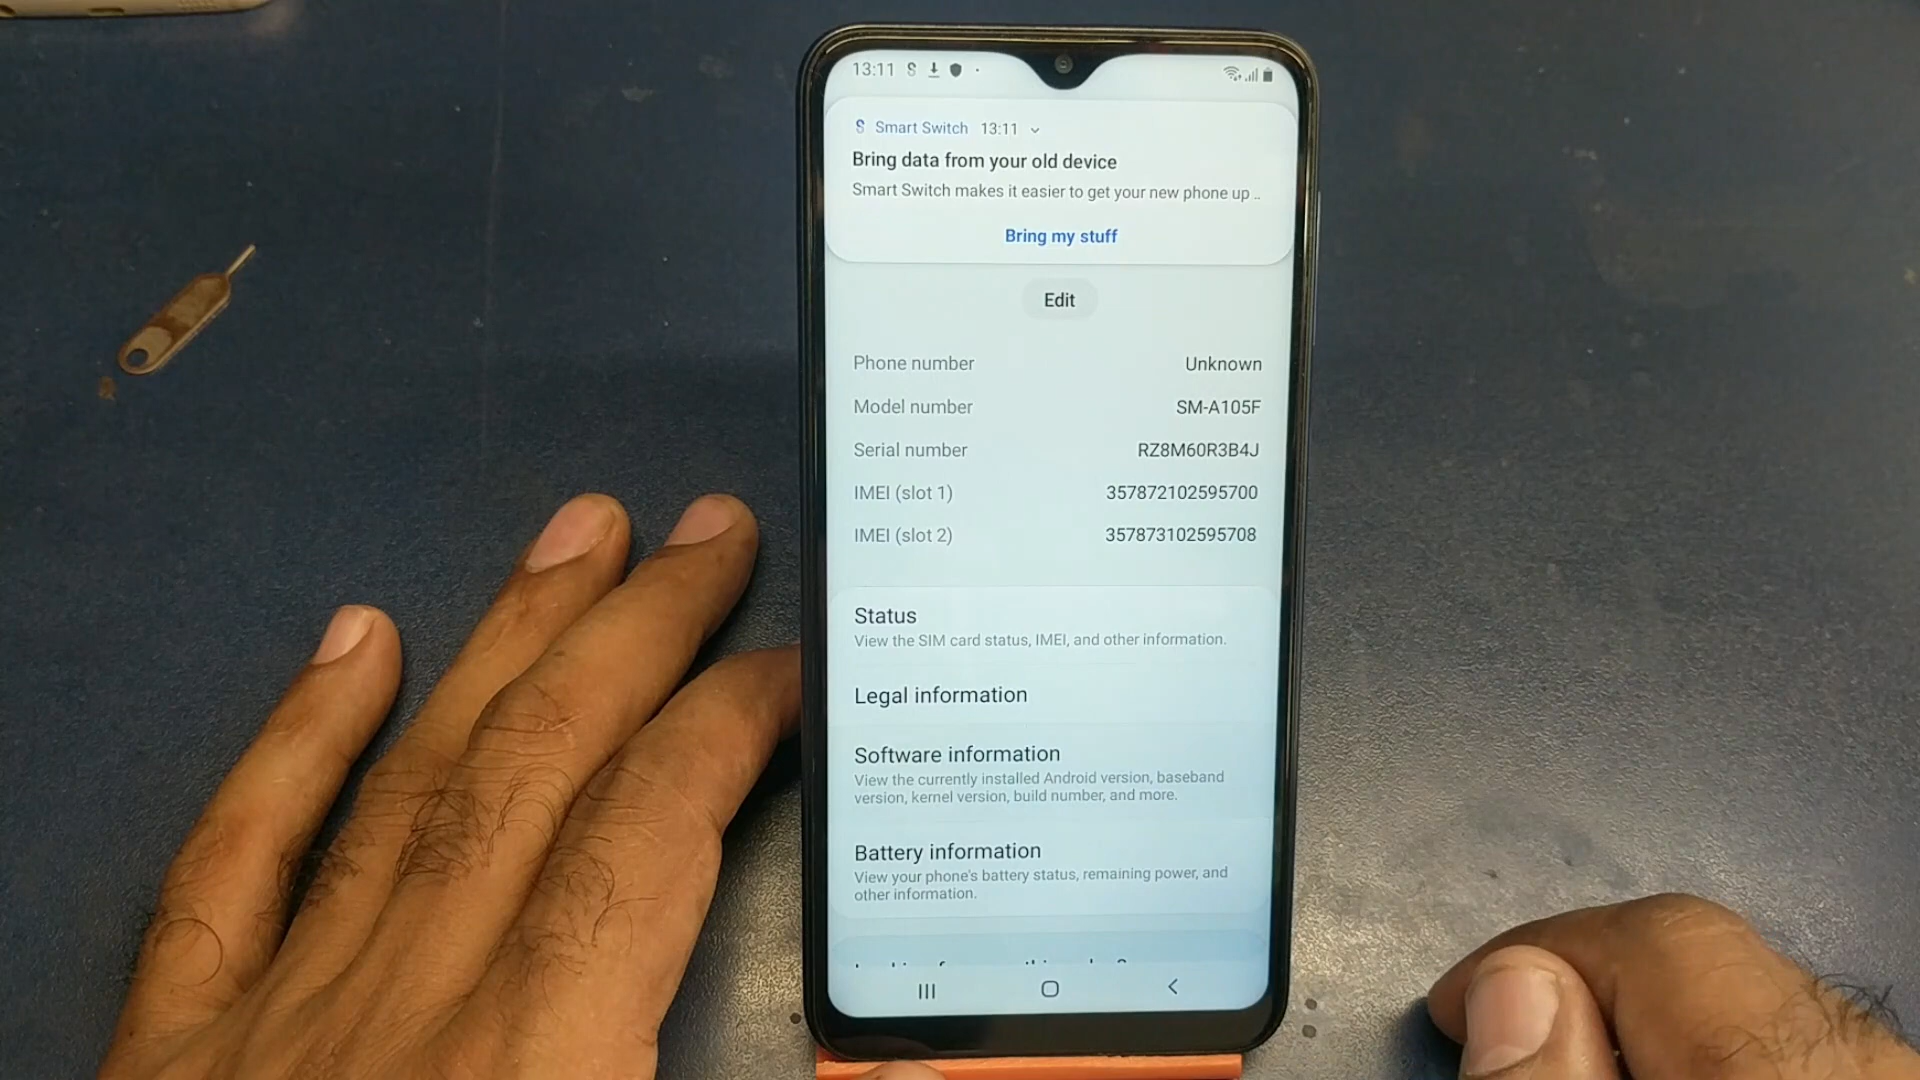 13:11
Smart Switch 13:11
Bring data from your old device
Smart Switch makes it easier to get your new phone up ..
Bring my stuff
Edit
Phone number Unknown
Model number SM-A105F
Serial number RZ8M60R3B4J
IMEI (slot 1) 357872102595700
IMEI (slot 2) 357873102595708
Status
View the SIM card status, IMEI, and other information.
Legal information
Software information
View the currently installed Android version, baseband
version, kernel version, build number, and more.
Battery information
View your phone's battery status, remaining power, and
other information.